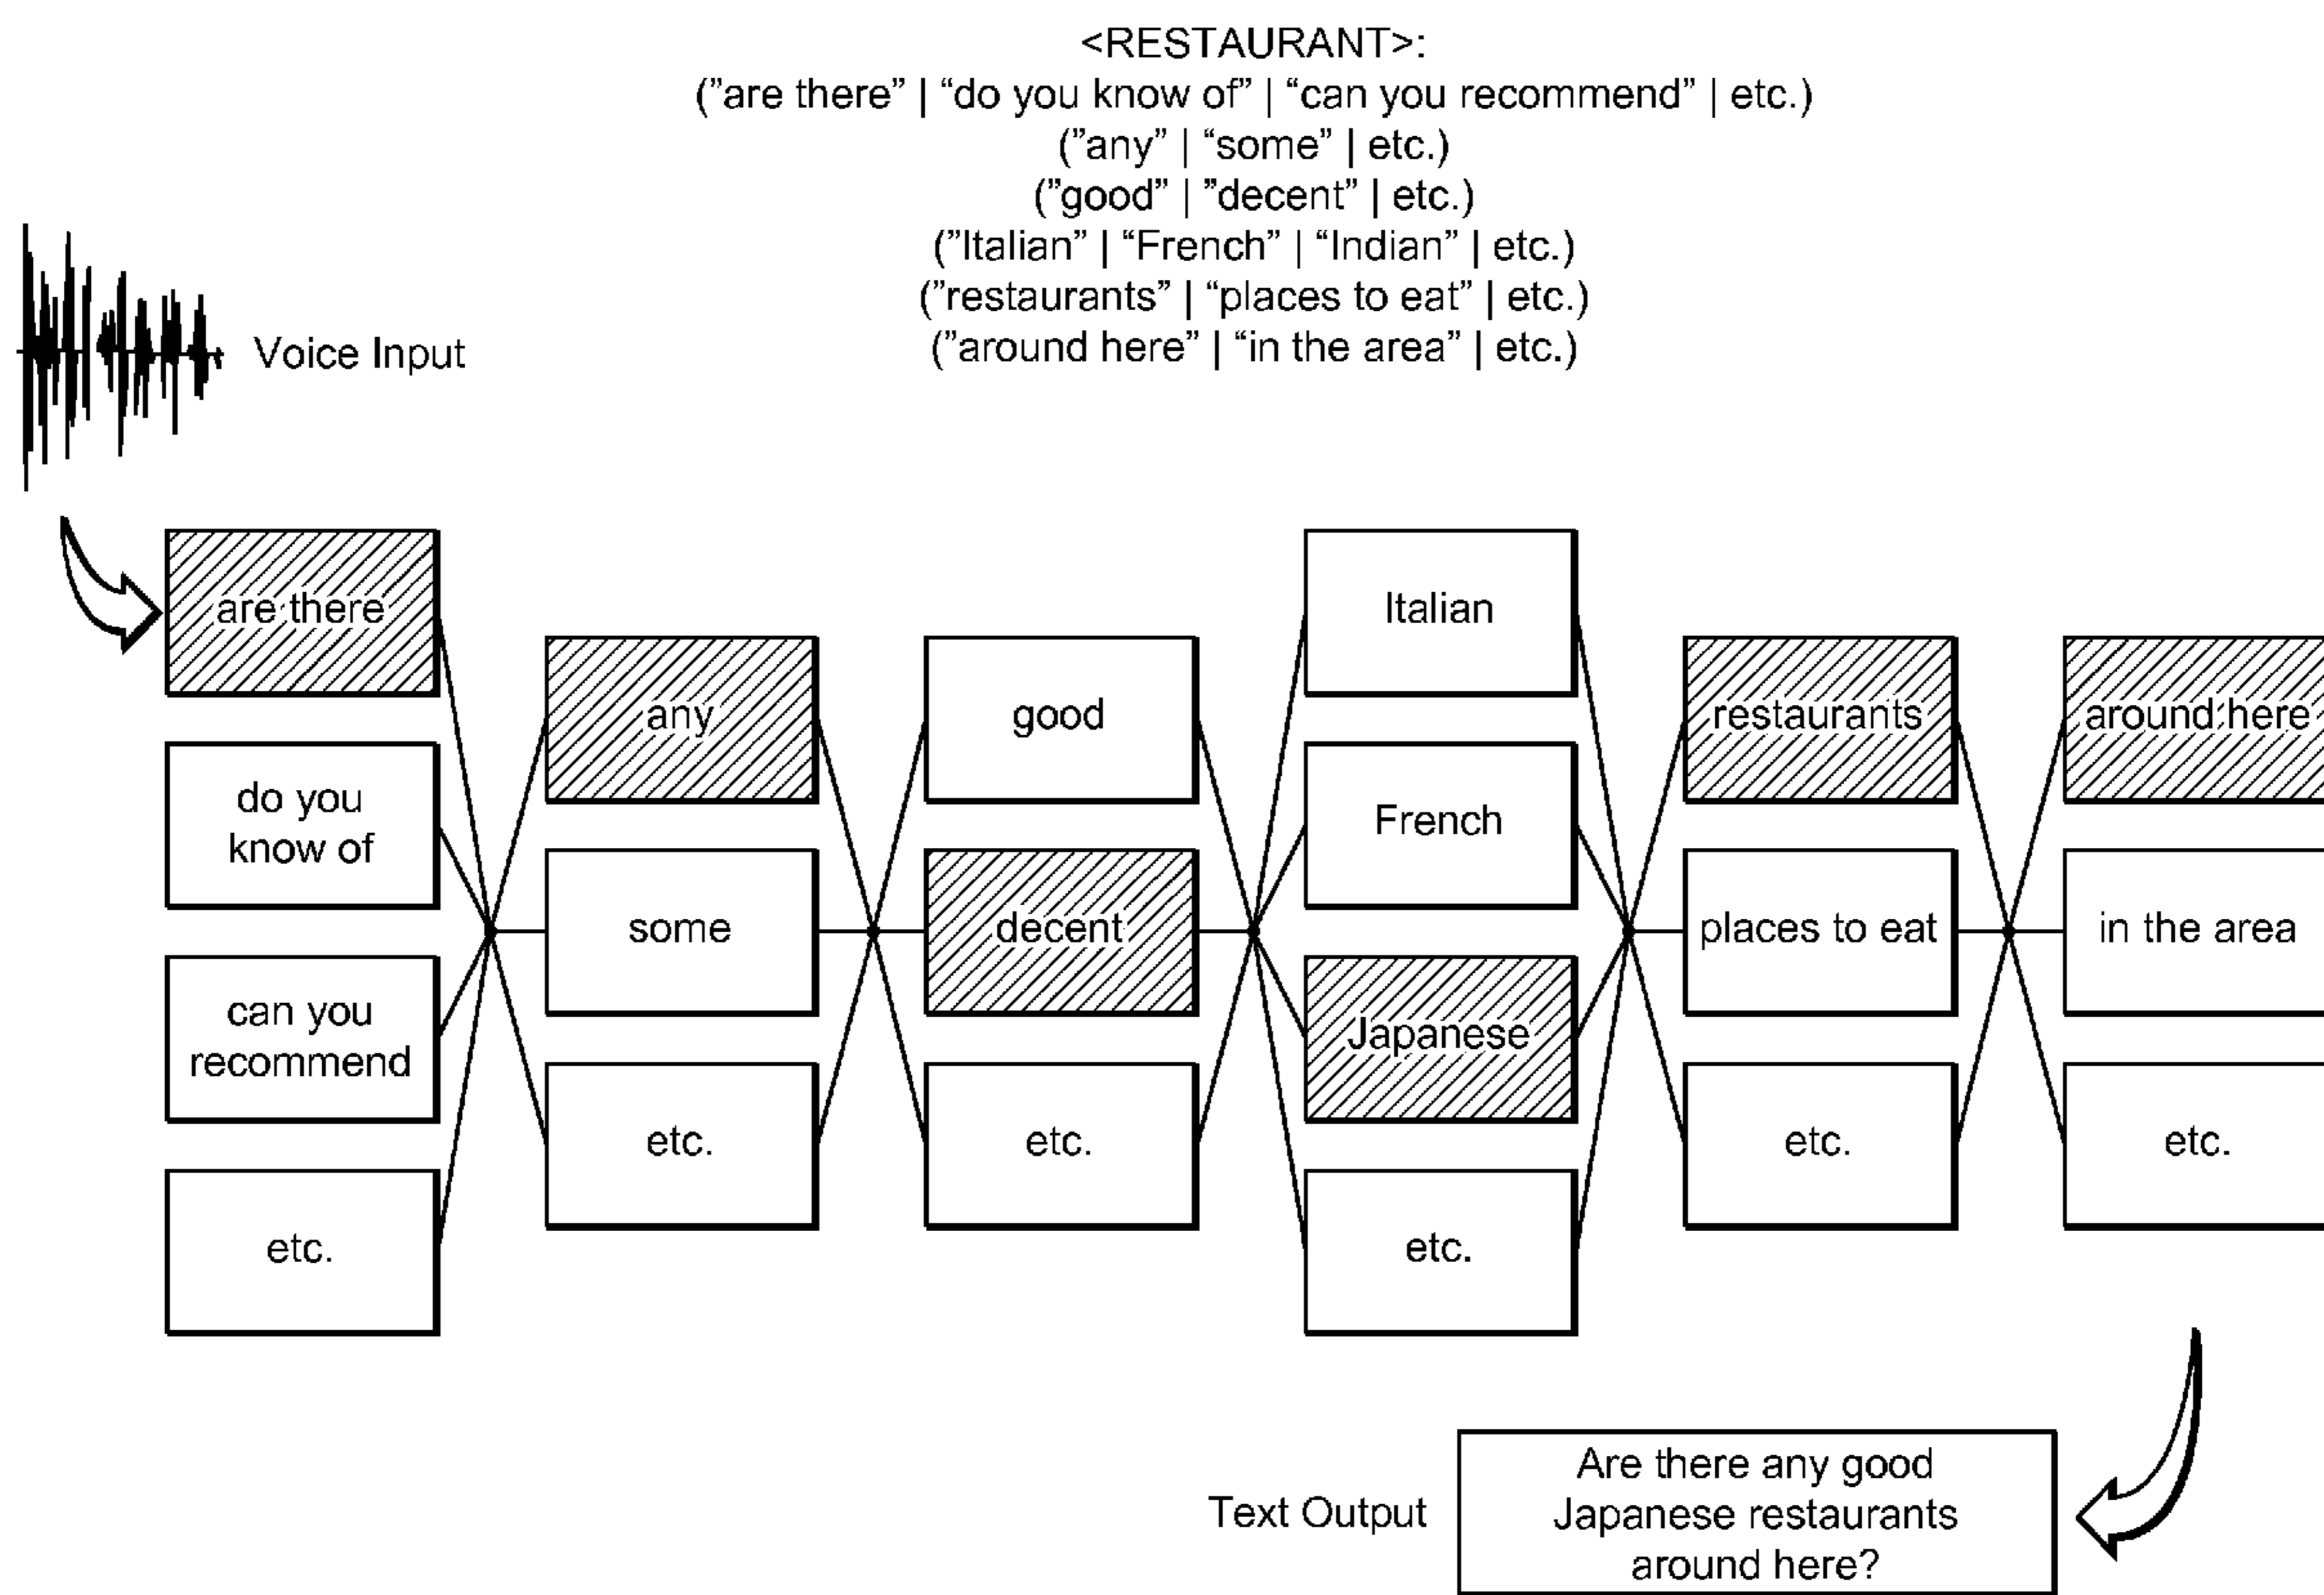 <RESTAURANT>:
(”are there” | “do you know of” | “can you recommend” | etc.)
(”any” | “some” | etc.)
(”good” | ”decent” | etc.)
(”Italian” | “French” | “Indian” | etc.)
(”restaurants” | “places to eat” | etc.)
(”around here” | “in the area” | etc.)
Voice Input
are there
do you
know of
can you
recommend
etc.
any
some
etc.
good
decent
etc.
Italian
French
Japanese
etc.
restaurants
places to eat
etc.
around here
in the area
etc.
Text Output
Are there any good
Japanese restaurants
around here?